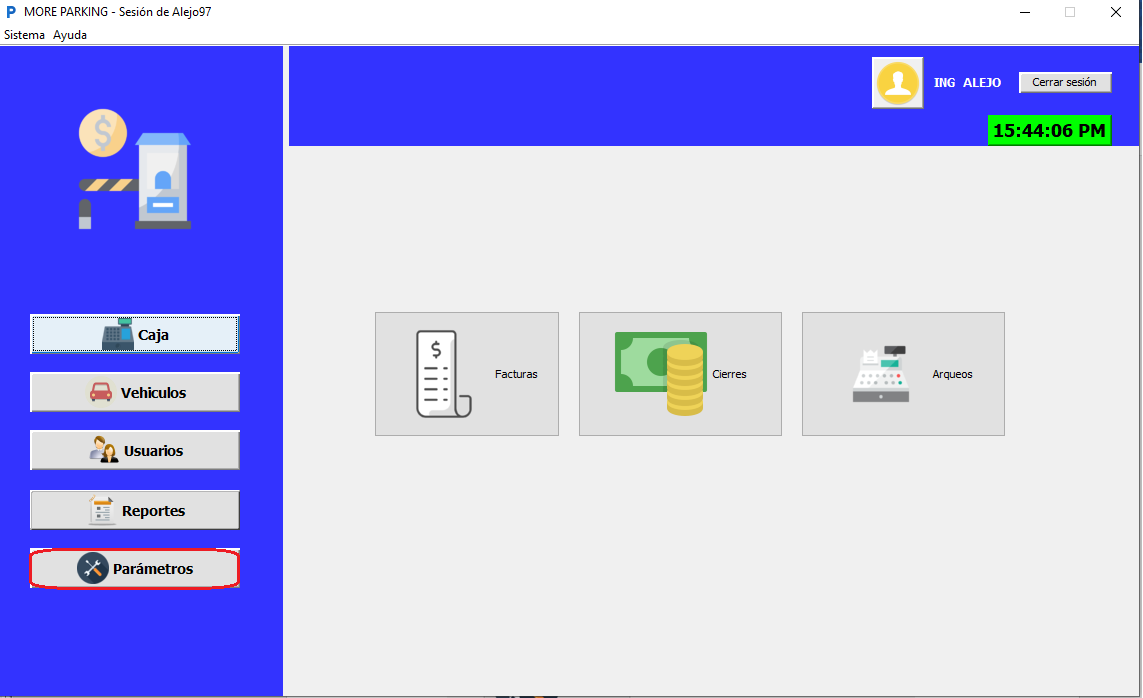 MORE PARKING - Sesión de Alejo97
Sistema Ayuda
ING ALEJO
Cerrar sesión
15:44:06 PM
Caja
Vehiculos
Usuarios
Reportes
Parámetros
Facturas
Cierres
Arqueos